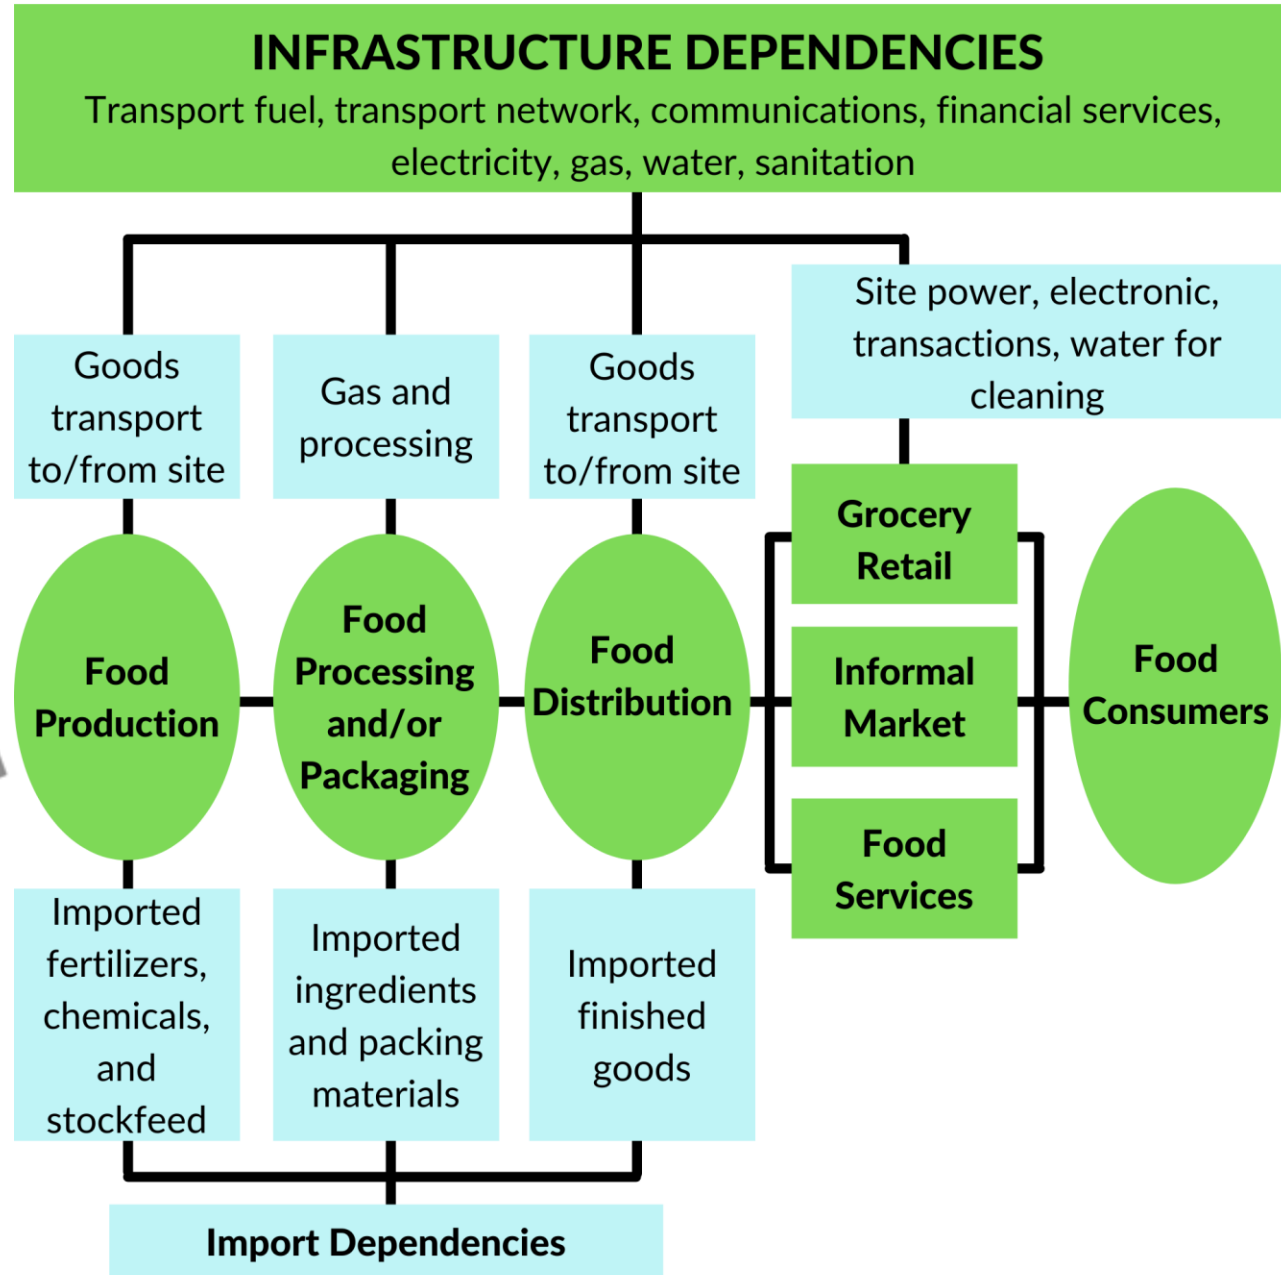 INFRASTRUCTURE DEPENDENCIES
Transport fuel, transport network, communications, financial services,
electricity, gas, water, sanitation
Goods
transport
to/from site
Gas and
processing
Goods
transport
to/from site
Site power, electronic,
transactions, water for
cleaning
Food
Production
Food
Processing
and/or
Packaging
Food
Distribution
Grocery
Retail
Informal
Market
Food
Services
Food
Consumers
Imported
fertilizers,
chemicals,
and
stockfeed
Imported
ingredients
and packing
materials
Imported
finished
goods
Import Dependencies